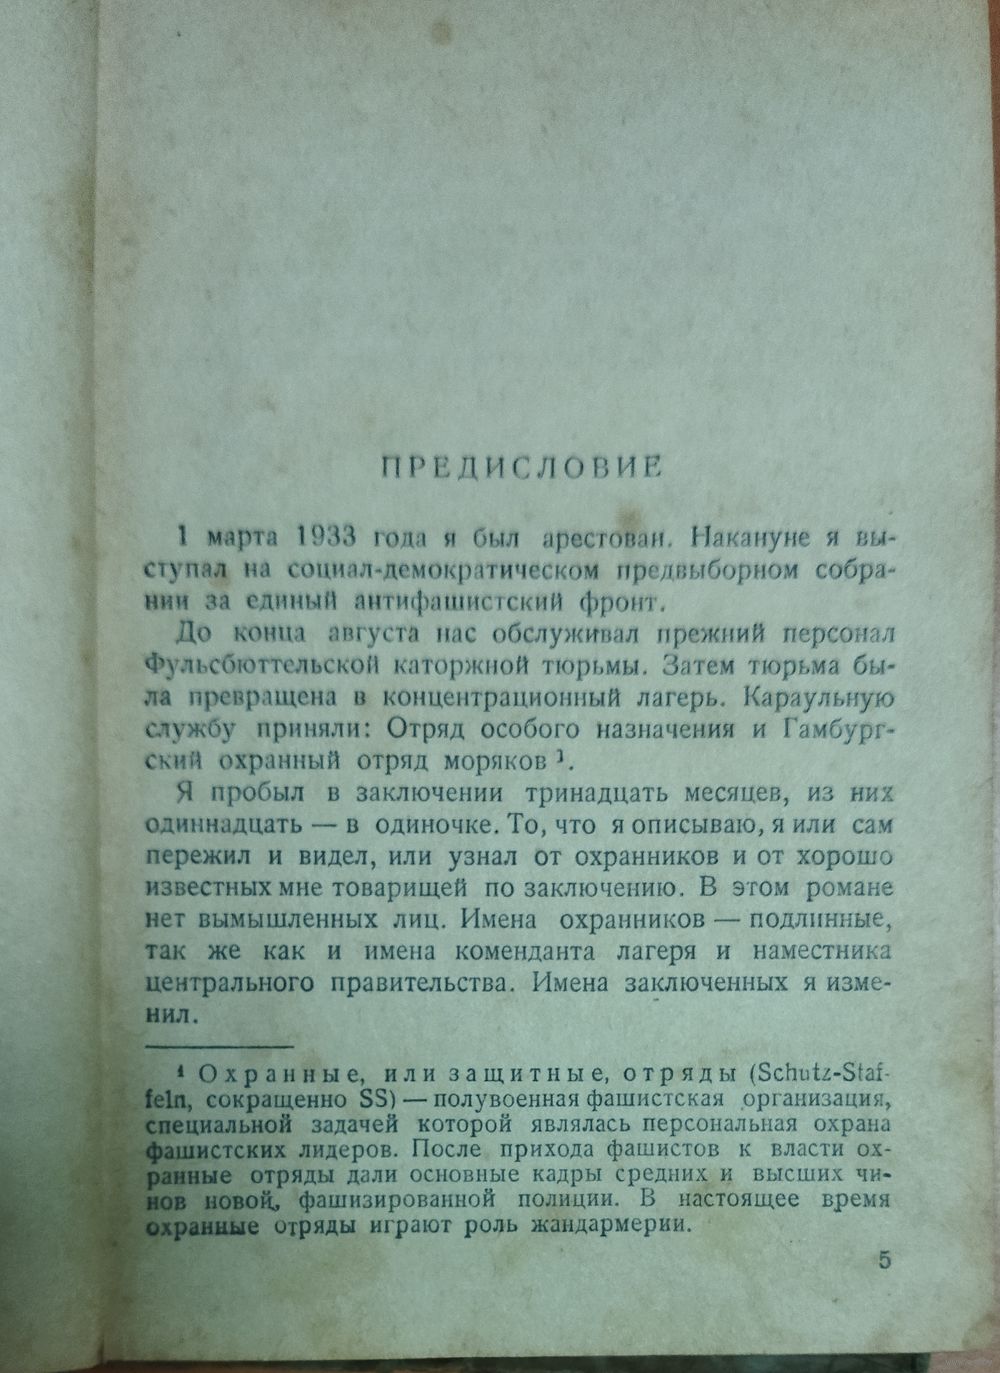 ПРЕДИСЛОВИЕ
1 марта 1933 года я был арестован. Накануне я вы-
ступал на социал-демократическом предвыборном собра-
нии за единый антифашистский фронт.
До конца августа нас обслуживал прежний персонал
Фульсбюттельской каторжной тюрьмы. Затем тюрьма бы-
ла превращена в концентрационный лагерь. Караульную
службу приняли: Отряд особого назначения и Гамбург-
ский охранный отряд моряков ¹.
Я пробыл в заключении тринадцать месяцев, из них
одиннадцать — в одиночке. То, что я описываю, я или сам
пережил и видел, или узнал от охранников и от хорошо
известных мне товарищей по заключению. В этом романе
нет вымышленных лиц. Имена охранников — подлинные,
так же как и имена коменданта лагеря и наместника
центрального правительства. Имена заключенных я изме-
нил.
¹ Охранные, или защитные, отряды (Schutz-Staf-
feln, сокращенно SS) — полувоенная фашистская организация,
специальной задачей которой являлась персональная охрана
фашистских лидеров. После прихода фашистов к власти ох-
ранные отряды дали основные кадры средних и высших чи-
нов новой, фашизированной полиции. В настоящее время
охранные отряды играют роль жандармерии.
5